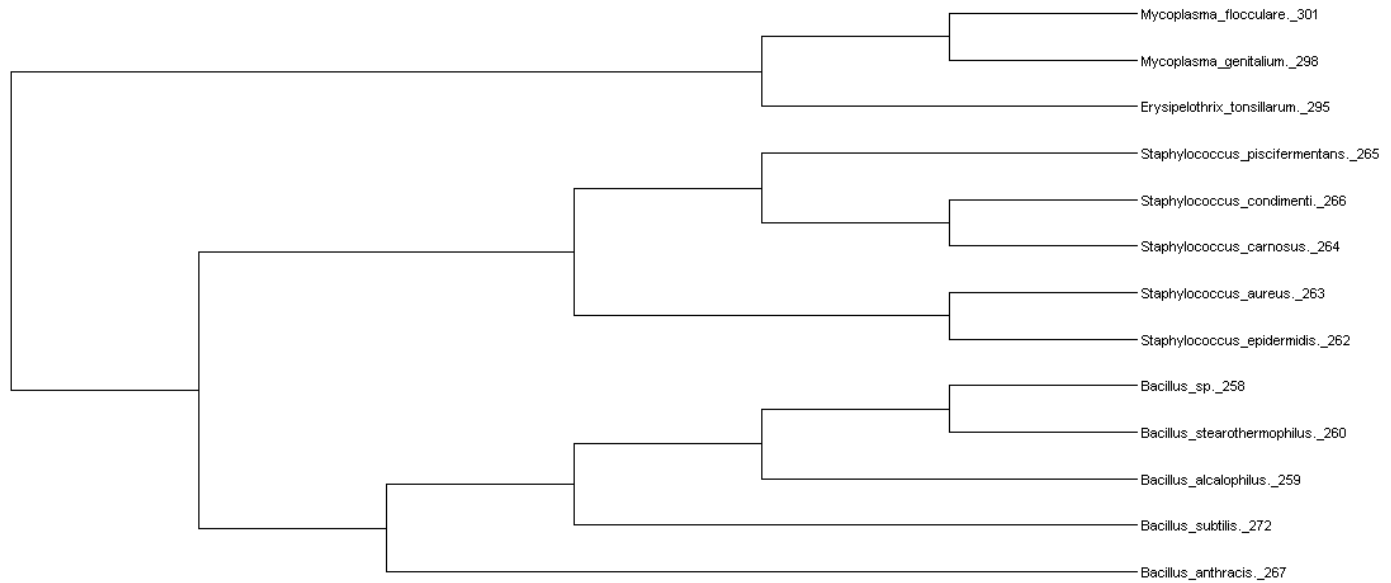 Mycoplasma_flocculare._301
Mycoplasma_genitalium._298
Erysipelothrix_tonsillarum._295
Staphylococcus_piscifermentans._265
Staphylococcus_condimenti._266
Staphylococcus_carnosus._264
Staphylococcus_aureus._263
Staphylococcus_epidermidis._262
Bacillus_sp._258
Bacillus_stearothermophilus._260
Bacillus_alcalophilus._259
Bacillus_subtilis._272
Bacillus_anthracis._267